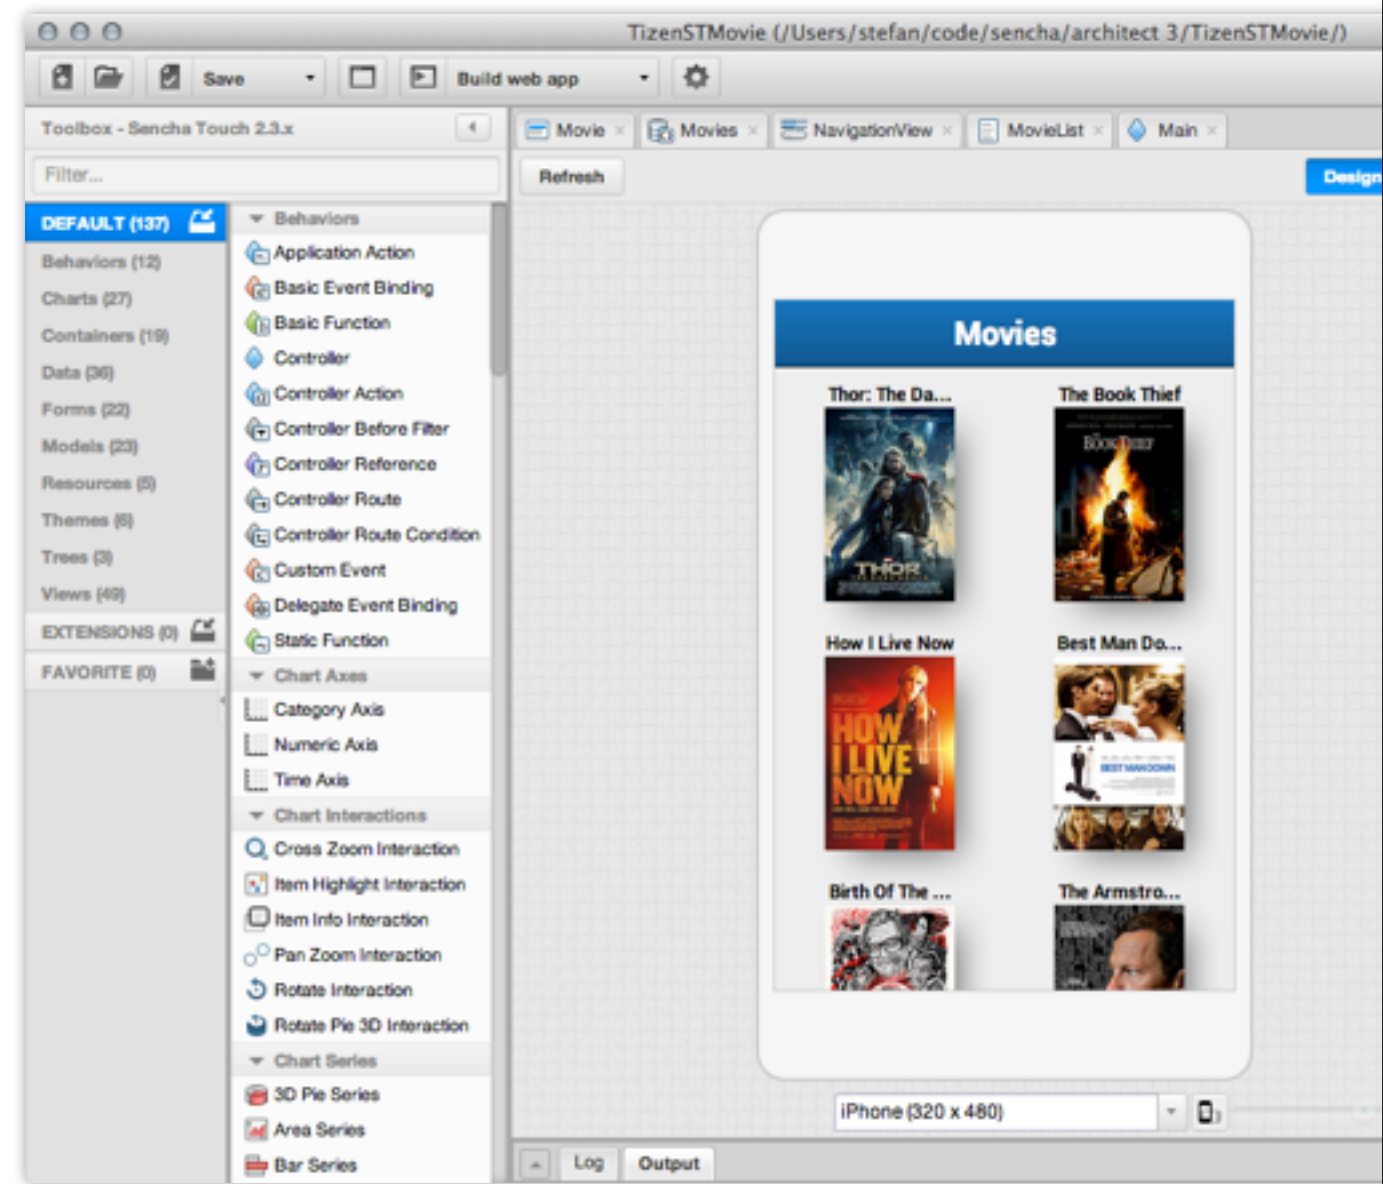 TizenSTMovie (/Users/stefan/code/sencha/architect 3/TizenSTMovie/)
Save
Build web app
Toolbox - Sencha Touch 2.3.x
Movie
Movies
NavigationView
MovieList
Main
Filter...
Refresh
Design
DEFAULT (137)
Behaviors (12)
Charts (27)
Containers (19)
Data (36)
Forms (22)
Models (23)
Resources (5)
Themes (6)
Trees (3)
Views (49)
EXTENSIONS (0)
FAVORITE (0)
Behaviors
Application Action
Basic Event Binding
Basic Function
Controller
Controller Action
Controller Before Filter
Controller Reference
Controller Route
Controller Route Condition
Custom Event
Delegate Event Binding
Static Function
Chart Axes
Category Axis
Numeric Axis
Time Axis
Chart Interactions
Cross Zoom Interaction
Item Highlight Interaction
Item Info Interaction
Pan Zoom Interaction
Rotate Interaction
Rotate Pie 3D Interaction
Chart Series
3D Pie Series
Area Series
Bar Series
Movies
Thor: The Da...
The Book Thief
THOR
BOOK THIEF
How I Live Now
Best Man Do...
HOW
I LIVE
NOW
BEST MAN DOWN
Birth Of The ...
The Armstro...
iPhone (320 x 480)
Log
Output